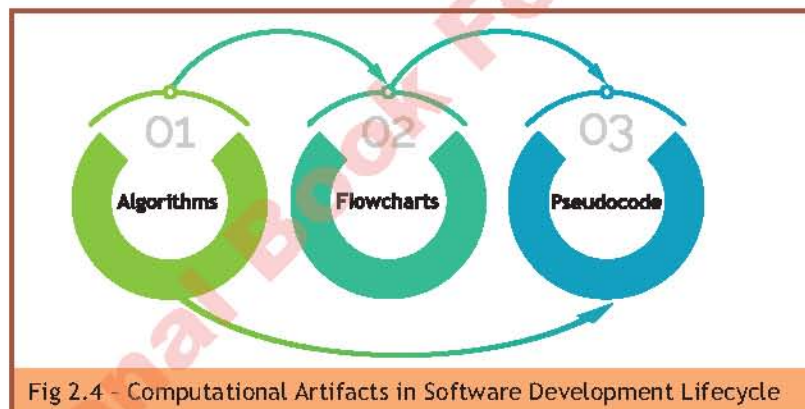 01
02
03
Algorithms
Flowcharts
Pseudocode
Fig 2.4 - Computational Artifacts in Software Development Lifecycle